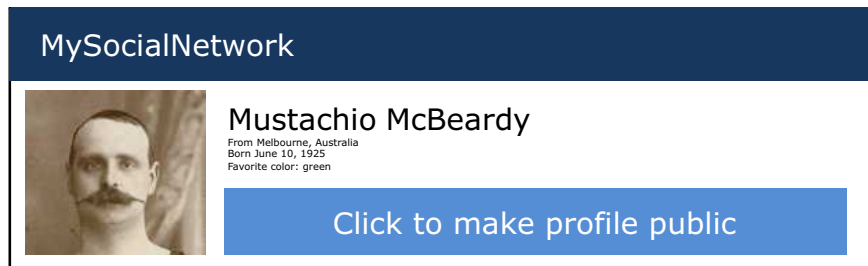 MySocialNetwork
Mustachio McBeardy
From Melbourne, Australia
Born June 10, 1925
Favorite color: green
Click to make profile public